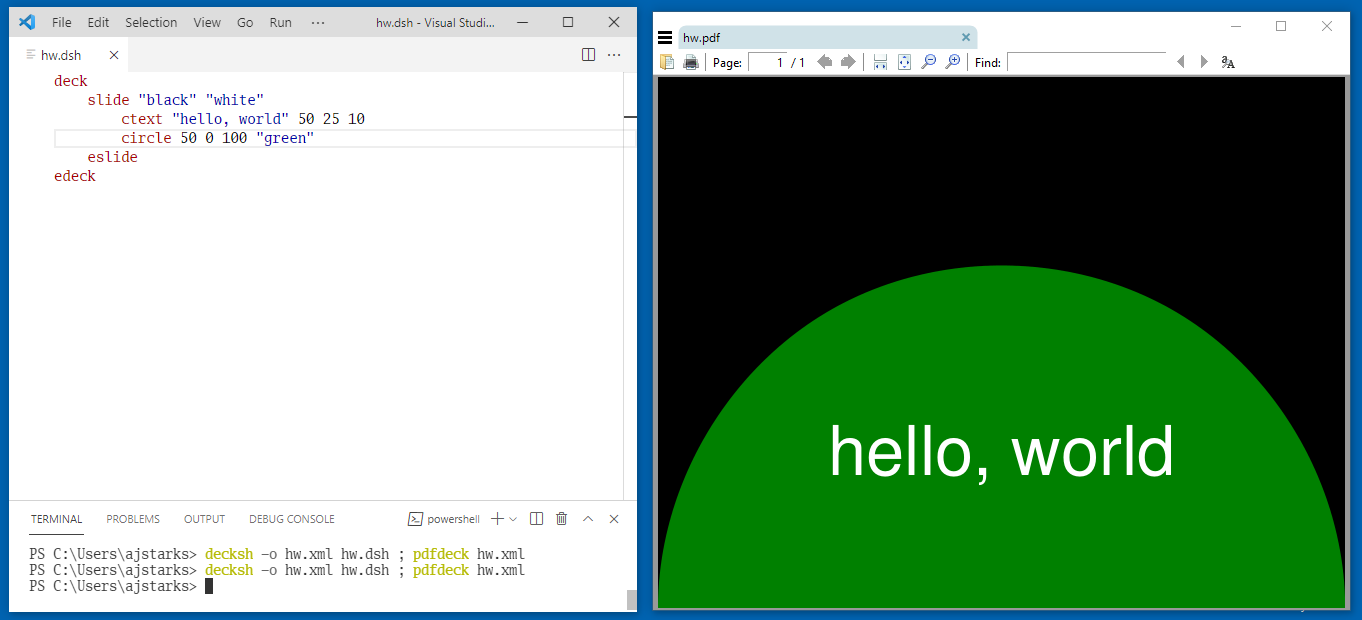 File Edit Selection View Go Run ··· hw.dsh - Visual Studi...
hw.dsh
deck
slide "black" "white"
ctext "hello, world" 50 25 10
circle 50 0 100 "green"
eslide
edeck
TERMINAL PROBLEMS OUTPUT DEBUG CONSOLE powershell
PS C:\Users\ajstarks> decksh -o hw.xml hw.dsh ; pdfdeck hw.xml
PS C:\Users\ajstarks> decksh -o hw.xml hw.dsh ; pdfdeck hw.xml
PS C:\Users\ajstarks>
hw.pdf
Page: 1 / 1 Find:
hello, world